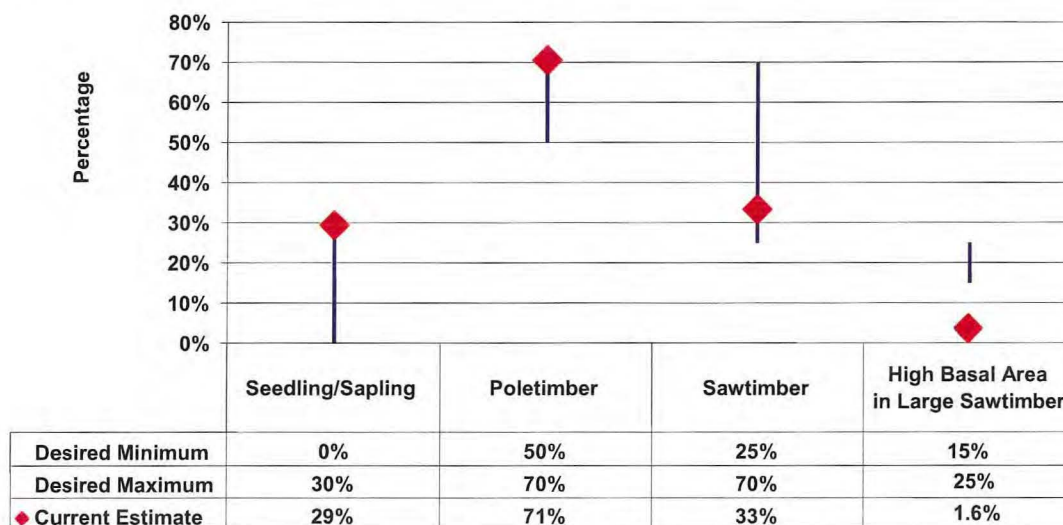 80%
70%
60%
50%
40%
30%
20%
10%
0%
Percentage
Seedling/Sapling Poletimber Sawtimber High Basal Area
in Large Sawtimber
Desired Minimum 0% 50% 25% 15%
Desired Maximum 30% 70% 70% 25%
Current Estimate 29% 71% 33% 1.6%